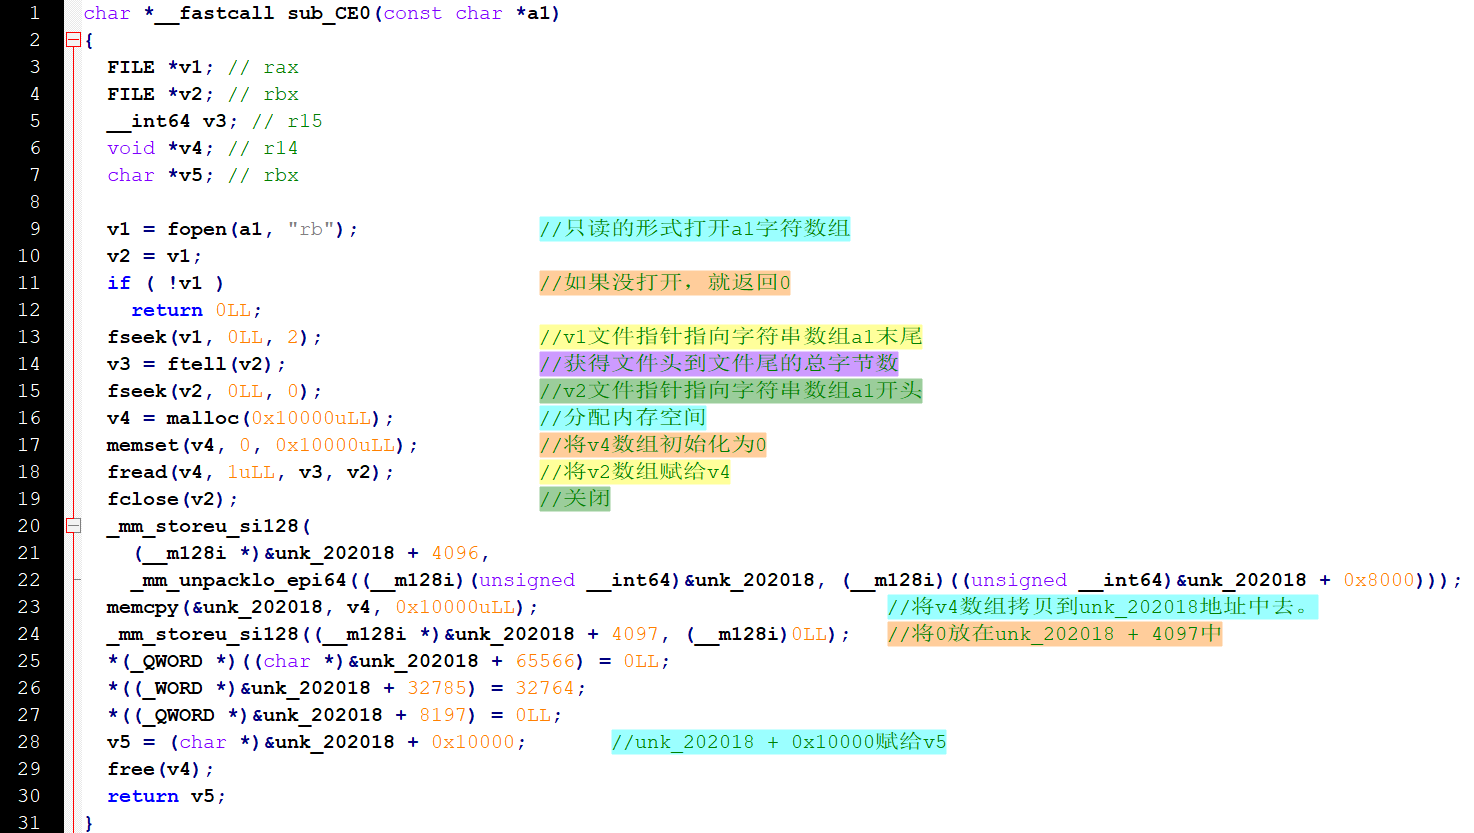 1 char *__fastcall sub_CE0(const char *a1)
2 {
3 FILE *v1; // rax
4 FILE *v2; // rbx
5 __int64 v3; // r15
6 void *v4; // r14
7 char *v5; // rbx
8
9 v1 = fopen(a1, "rb"); //只读的形式打开a1字符数组
10 v2 = v1;
11 if ( !v1 ) //如果没打开，就返回0
12 return 0LL;
13 fseek(v1, 0LL, 2); //v1文件指针指向字符串数组a1末尾
14 v3 = ftell(v2); //获得文件头到文件尾的总字节数
15 fseek(v2, 0LL, 0); //v2文件指针指向字符串数组a1开头
16 v4 = malloc(0x10000uLL); //分配内存空间
17 memset(v4, 0, 0x10000uLL); //将v4数组初始化为0
18 fread(v4, 1uLL, v3, v2); //将v2数组赋给v4
19 fclose(v2); //关闭
20 _mm_storeu_si128(
21 (__m128i *)&unk_202018 + 4096,
22 _mm_unpacklo_epi64((__m128i)(unsigned __int64)&unk_202018, (__m128i)((unsigned __int64)&unk_202018 + 0x8000)));
23 memcpy(&unk_202018, v4, 0x10000uLL); //将v4数组拷贝到unk_202018地址中去。
24 _mm_storeu_si128((__m128i *)&unk_202018 + 4097, (__m128i)0LL); //将0放在unk_202018 + 4097中
25 *(_QWORD *)((char *)&unk_202018 + 65566) = 0LL;
26 *((_WORD *)&unk_202018 + 32785) = 32764;
27 *((_QWORD *)&unk_202018 + 8197) = 0LL;
28 v5 = (char *)&unk_202018 + 0x10000; //unk_202018 + 0x10000赋给v5
29 free(v4);
30 return v5;
31 }